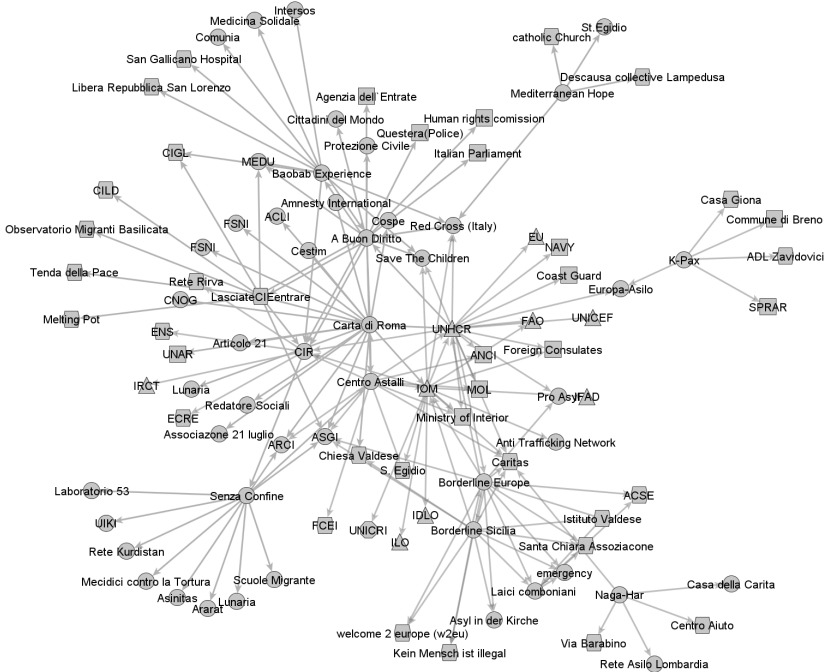 Intersos
Medicina Solidale
St.Egidio
Comunia
catholic Church
San Gallicano Hospital
Descausa collective Lampedusa
Libera Repubblica San Lorenzo
Mediterranean Hope
Agenzia dell`Entrate
Cittadini del Mondo
Human rights comission
Questera(Police)
Protezione Civile
CIGL
MEDU
Italian Parliament
Baobab Experience
CILD
Amnesty International
Casa Giona
ACLI
Cospe
FSNI
Red Cross (Italy)
Commune di Breno
Observatorio Migranti Basilicata
A Buon Diritto
EU
NAVY
FSNI
Cestim
Save The Children
K-Pax
ADL Zavidovici
Tenda della Pace
Rete Rirva
Coast Guard
LasciateCIEentrare
CNOG
Europa-Asilo
SPRAR
Melting Pot
Carta di Roma
UNHCR
FAO
UNICEF
ENS
Articolo 21
UNAR
CIR
ANCI
Foreign Consulates
IRCT
Lunaria
Centro Astalli
IOM
MOL
Pro Asyl
IFAD
Redatore Sociali
ECRE
Ministry of Interior
Associazone 21 luglio
ARCI
ASGI
Anti Trafficking Network
Chiesa Valdese
S. Egidio
Caritas
Borderline Europe
Laboratorio 53
Senza Confine
ACSE
UIKI
FCEI
UNICRI
IDLO
Istituto Valdese
Borderline Sicilia
ILO
Rete Kurdistan
Santa Chiara Assoziacone
Mecidici contro la Tortura
Scuole Migrante
emergency
Laici comboniani
Casa della Carita
Asinitas
Ararat
Lunaria
Naga-Har
Asyl in der Kirche
Centro Aiuto
welcome 2 europe (w2eu)
Via Barabino
Kein Mensch ist illegal
Rete Asilo Lombardia